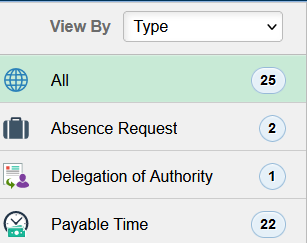 View By Type
All 25
Absence Request 2
Delegation of Authority 1
Payable Time 22